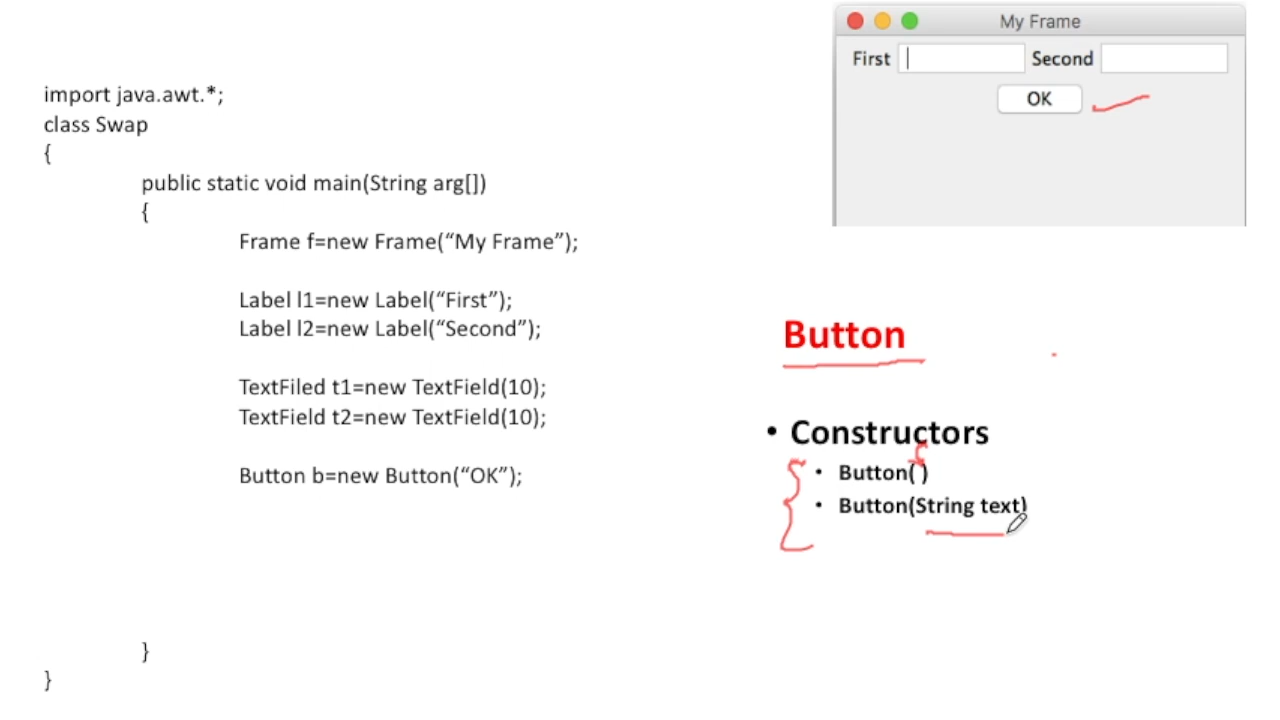 import java.awt.*;
class Swap
{
public static void main(String arg[])
{
Frame f=new Frame(“My Frame”);
Label l1=new Label(“First”);
Label l2=new Label(“Second”);
TextFiled t1=new TextField(10);
TextField t2=new TextField(10);
Button b=new Button(“OK”);
}
}
My Frame
First Second
OK
Button
• Constructors
• Button( )
• Button(String text)